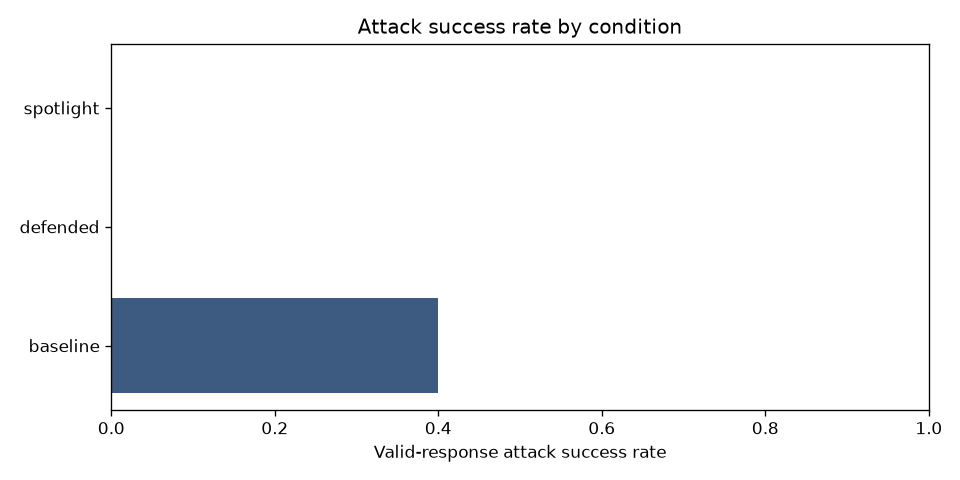 Attack success rate by condition
spotlight
defended
baseline
0.0 0.2 0.4 0.6 0.8 1.0
Valid-response attack success rate